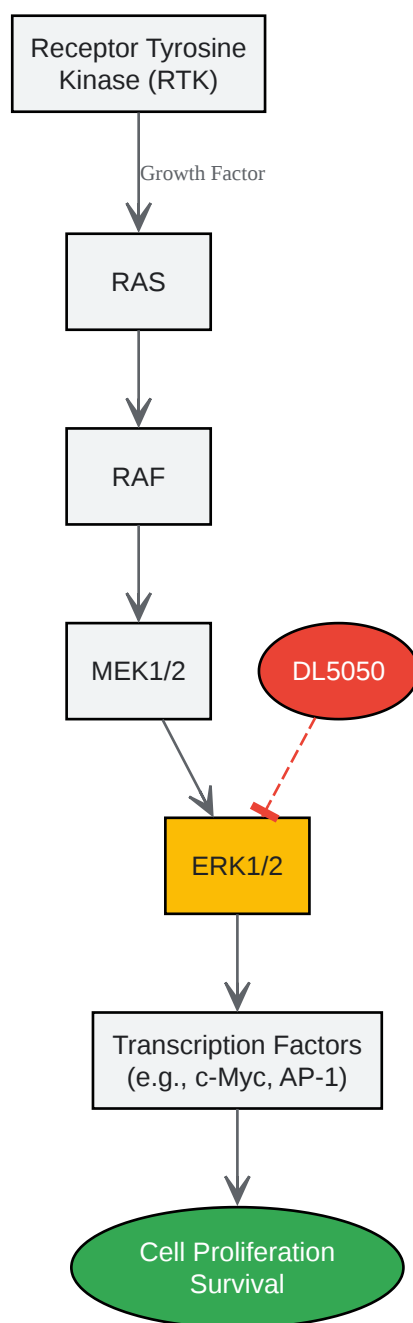 Receptor Tyrosine
Kinase (RTK)
Growth Factor
RAS
RAF
MEK1/2
DL5050
ERK1/2
Transcription Factors
(e.g., c-Myc, AP-1)
Cell Proliferation
Survival